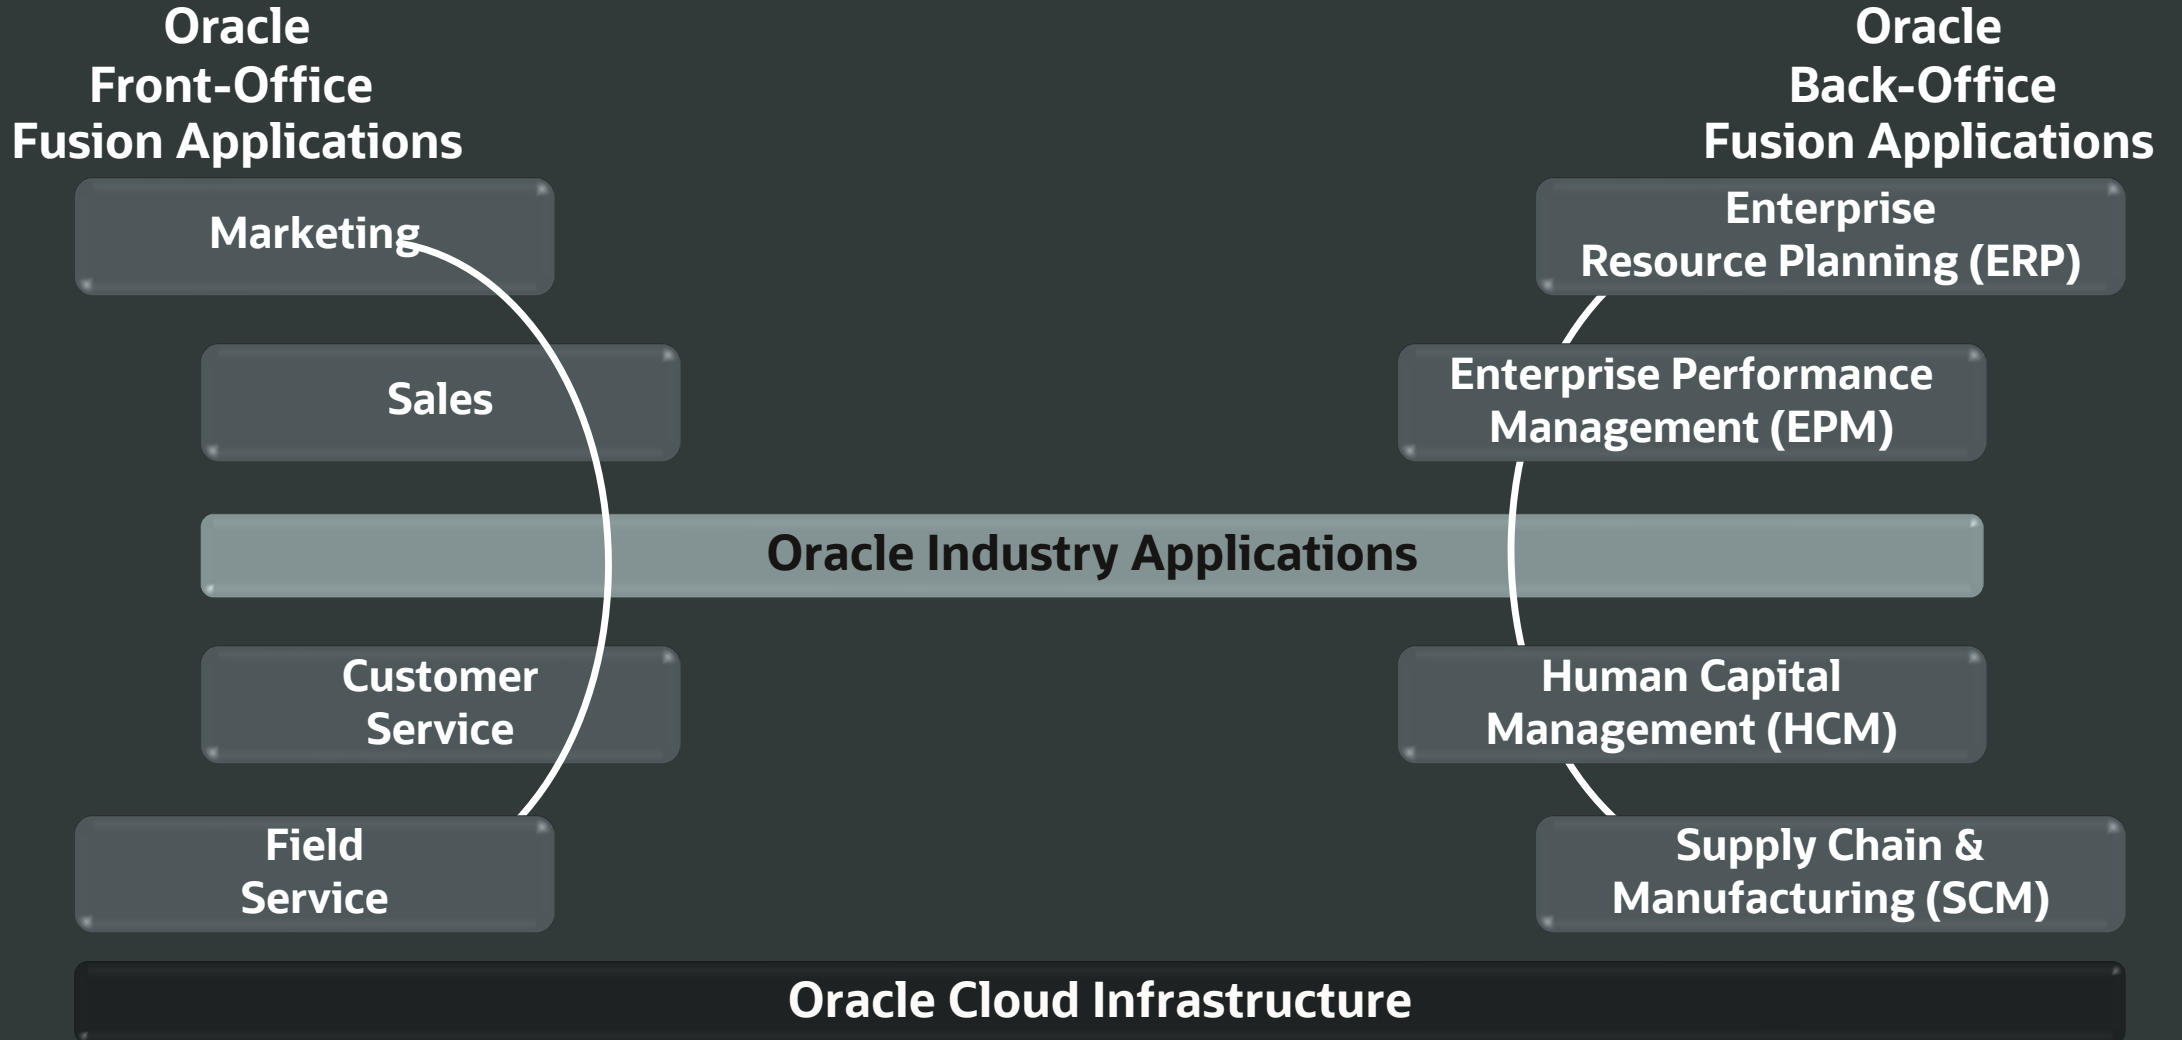 Oracle
Front-Office
Fusion Applications
Marketing
Sales
Customer
Service
Field
Service
Oracle Industry Applications
Oracle
Back-Office
Fusion Applications
Enterprise
Resource Planning (ERP)
Enterprise Performance
Management (EPM)
Human Capital
Management (HCM)
Supply Chain &
Manufacturing (SCM)
Oracle Cloud Infrastructure